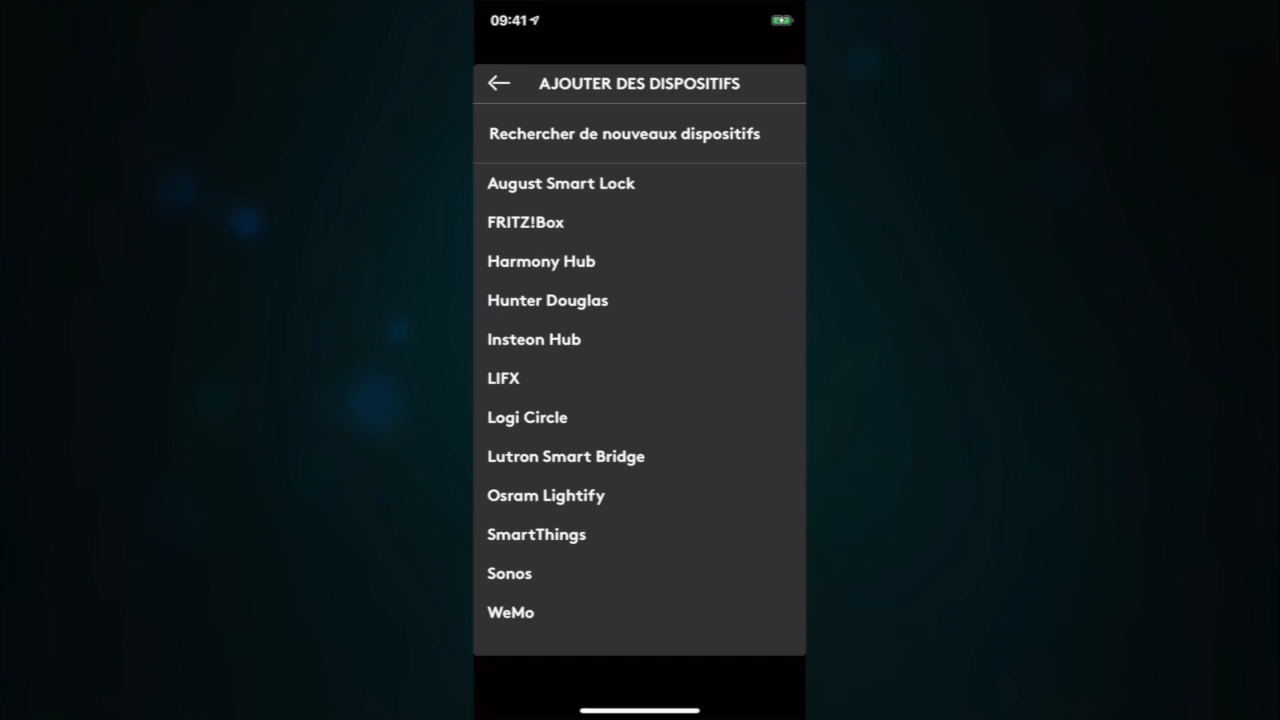 09:41
AJOUTER DES DISPOSITIFS
Rechercher de nouveaux dispositifs
August Smart Lock
FRITZ!Box
Harmony Hub
Hunter Douglas
Insteon Hub
LIFX
Logi Circle
Lutron Smart Bridge
Osram Lightify
SmartThings
Sonos
WeMo